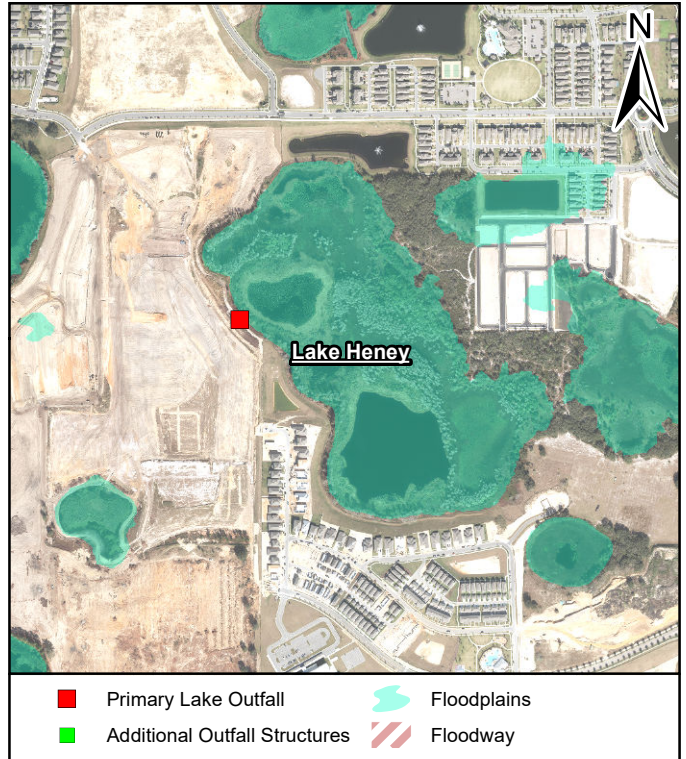 N
Lake Heney
Primary Lake Outfall
Floodplains
Additional Outfall Structures
Floodway